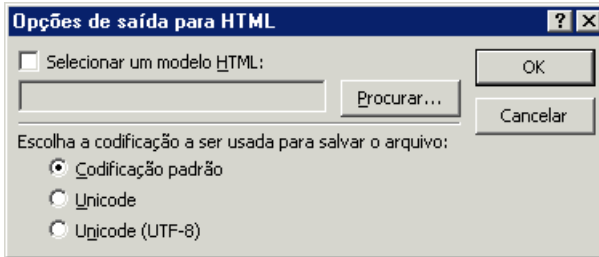 Opções de saída para HTML
Selecionar um modelo HTML:
OK
Procurar...
Cancelar
Escolha a codificação a ser usada para salvar o arquivo:
Codificação padrão
Unicode
Unicode (UTF-8)